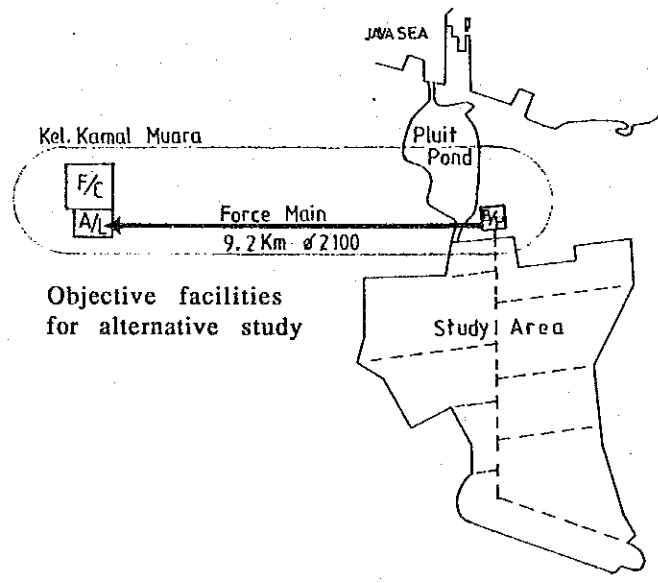 JAVA SEA
Kel. Kamal Muara
Pluit
Pond
F/C
A/L
Force Main
9.2 Km ø 2100
Objective facilities
for alternative study
Study Area